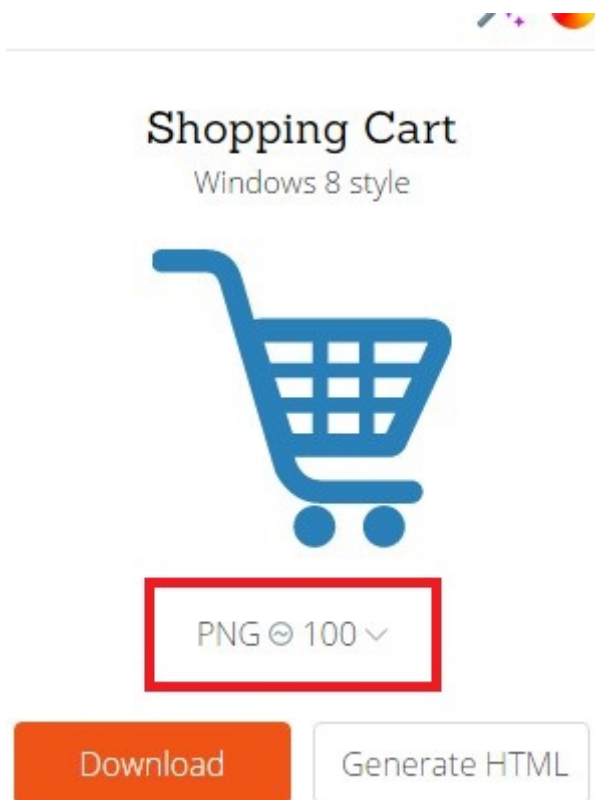 Shopping Cart
Windows 8 style
PNG 100
Download
Generate HTML